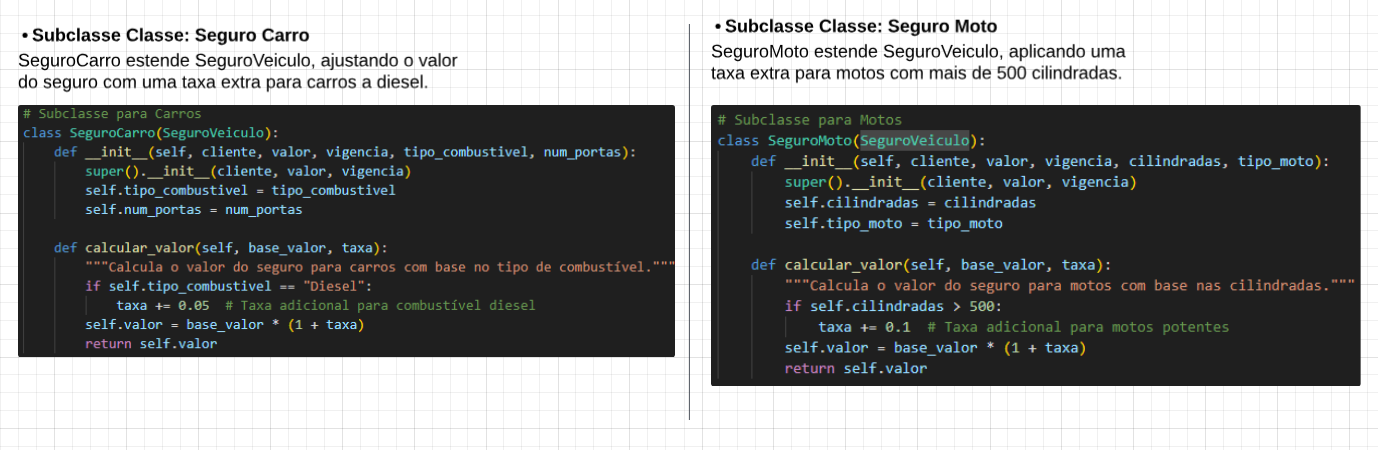 • Subclasse Classe: Seguro Carro
SeguroCarro estende SeguroVeiculo, ajustando o valor
do seguro com uma taxa extra para carros a diesel.
# Subclasse para Carros
class SeguroCarro(SeguroVeiculo):
    def __init__(self, cliente, valor, vigencia, tipo_combustivel, num_portas):
        super().__init__(cliente, valor, vigencia)
        self.tipo_combustivel = tipo_combustivel
        self.num_portas = num_portas
    def calcular_valor(self, base_valor, taxa):
        """Calcula o valor do seguro para carros com base no tipo de combustível."""
        if self.tipo_combustivel == "Diesel":
            taxa += 0.05  # Taxa adicional para combustível diesel
        self.valor = base_valor * (1 + taxa)
        return self.valor
• Subclasse Classe: Seguro Moto
SeguroMoto estende SeguroVeiculo, aplicando uma
taxa extra para motos com mais de 500 cilindradas.
# Subclasse para Motos
class SeguroMoto(SeguroVeiculo):
    def __init__(self, cliente, valor, vigencia, cilindradas, tipo_moto):
        super().__init__(cliente, valor, vigencia)
        self.cilindradas = cilindradas
        self.tipo_moto = tipo_moto
    def calcular_valor(self, base_valor, taxa):
        """Calcula o valor do seguro para motos com base nas cilindradas."""
        if self.cilindradas > 500:
            taxa += 0.1  # Taxa adicional para motos potentes
        self.valor = base_valor * (1 + taxa)
        return self.valor